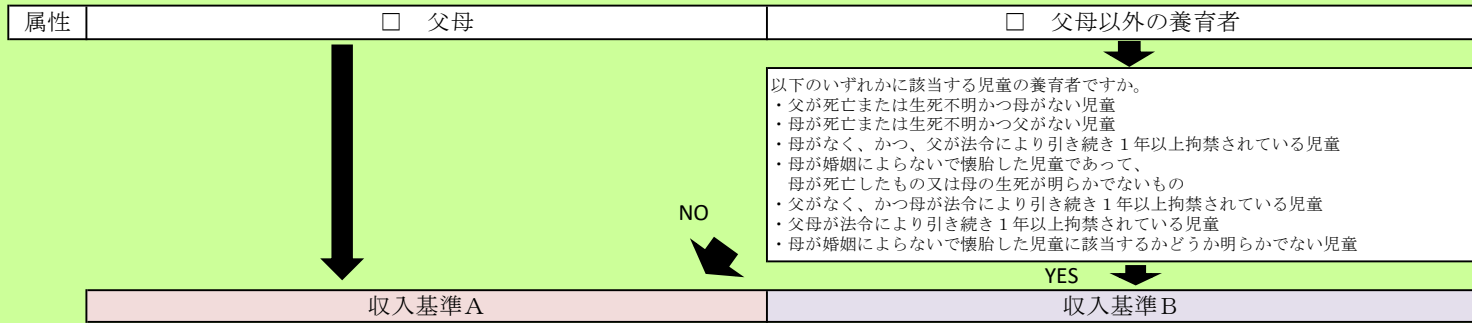 属性 □ 父母 □ 父母以外の養育者
以下のいずれかに該当する児童の養育者ですか。
・父が死亡または生死不明かつ母がない児童
・母が死亡または生死不明かつ父がない児童
・母がなく、かつ、父が法令により引き続き１年以上拘禁されている児童
・母が婚姻によらないで懐胎した児童であって、
母が死亡したもの又は母の生死が明らかでないもの
・父がなく、かつ母が法令により引き続き１年以上拘禁されている児童
・父母が法令により引き続き１年以上拘禁されている児童
・母が婚姻によらないで懐胎した児童に該当するかどうか明らかでない児童
NO
YES
収入基準Ａ 収入基準Ｂ